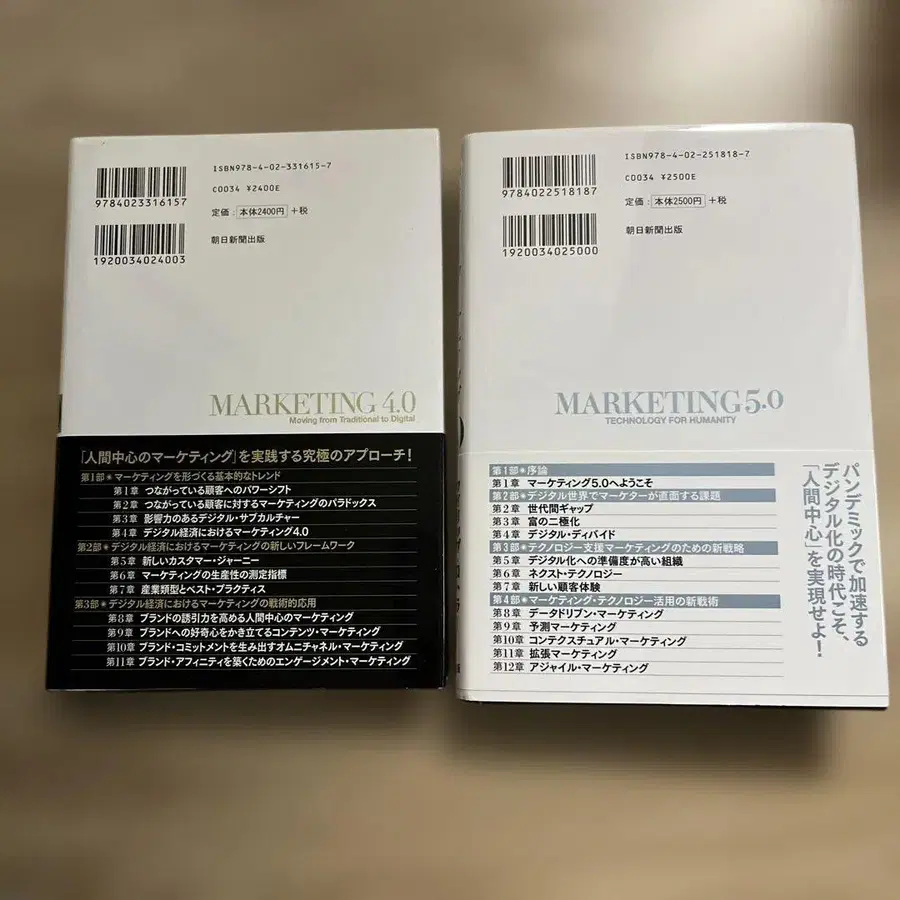 ISBN978-4-02-331615-7
C0034 ¥2400E
定価：本体2400円+税
朝日新聞出版
9784023316157
1920034024003
MARKETING 4.0
Moving from Traditional to Digital
「人間中心のマーケティング」を実践する究極のアプローチ！
第1部※マーケティングを形づくる基本的なトレンド
第1章 つながっている顧客へのパワーシフト
第2章 つながっている顧客に対するマーケティングのパラドックス
第3章 影響力のあるデジタル・サブカルチャー
第4章 デジタル経済におけるマーケティング4.0
第2部※デジタル経済におけるマーケティングの新しいフレームワーク
第5章 新しいカスタマー・ジャーニー
第6章 マーケティングの生産性の測定指標
第7章 産業類型とベスト・プラクティス
第3部※デジタル経済におけるマーケティングの戦術的応用
第8章 ブランドの誘引力を高める人間中心のマーケティング
第9章 ブランドへの好奇心をかき立てるコンテンツ・マーケティング
第10章 ブランド・コミットメントを生み出すオムニチャネル・マーケティング
第11章 ブランド・アフィニティを築くためのエンゲージメント・マーケティング
ISBN978-4-02-251818-7
C0034 ¥2500E
定価：本体2500円+税
朝日新聞出版
9784022518187
1920034025000
MARKETING 5.0
TECHNOLOGY FOR HUMANITY
第1部※序論
第1章 マーケティング5.0へようこそ
第2部※デジタル世界でマーケターが直面する課題
第2章 世代間ギャップ
第3章 富の二極化
第4章 デジタル・ディバイド
第3部※テクノロジー支援マーケティングのための新戦略
第5章 デジタル化への準備度が高い組織
第6章 ネクスト・テクノロジー
第7章 新しい顧客体験
第4部※マーケティング・テクノロジー活用の新戦術
第8章 データドリブン・マーケティング
第9章 予測マーケティング
第10章 コンテクスチュアル・マーケティング
第11章 拡張マーケティング
第12章 アジャイル・マーケティング
パンデミックで加速する
デジタル化の時代こそ、
「人間中心」を実現せよ！